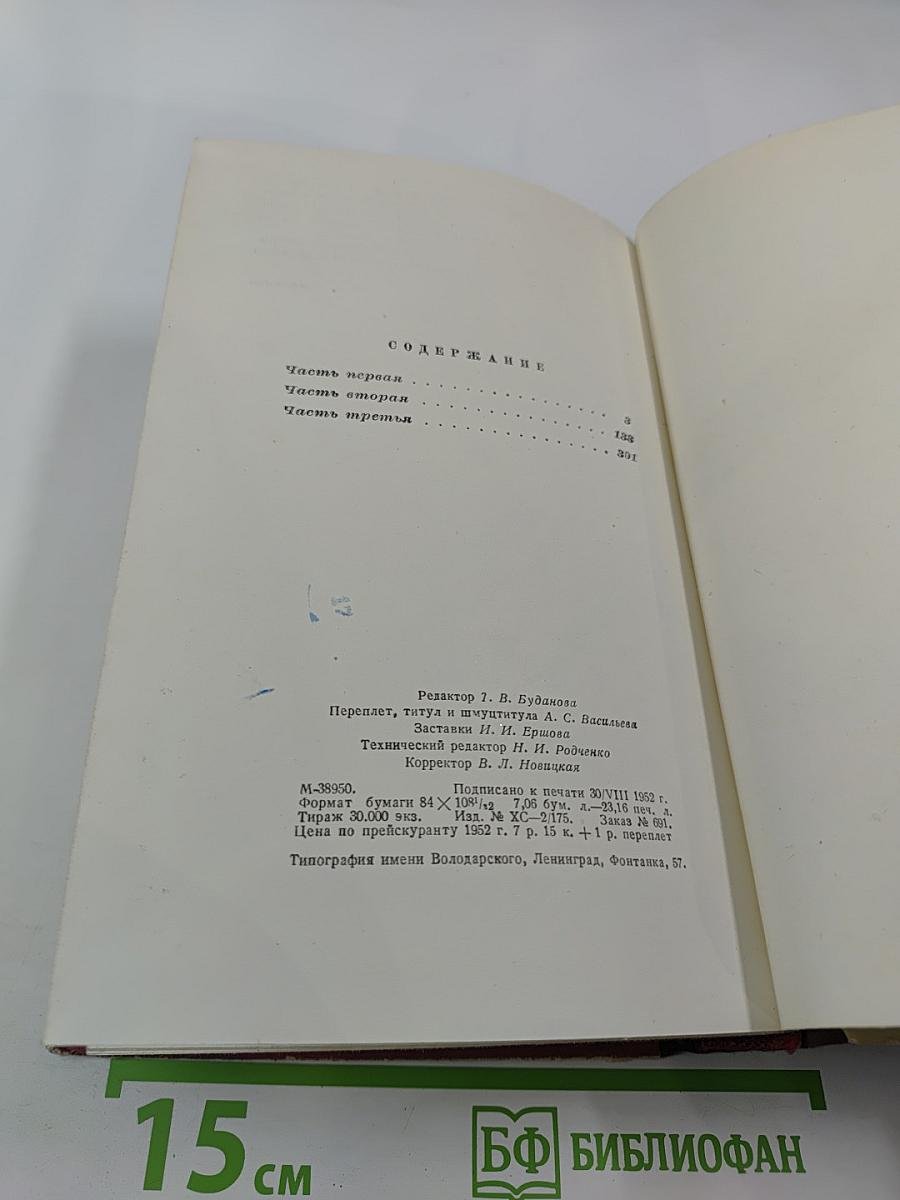 СОДЕРЖАНИЕ
Часть первая . . . . . . . . . . . . . . . 3
Часть вторая . . . . . . . . . . . . . . . 133
Часть третья . . . . . . . . . . . . . . . 301
Редактор 7. В. Буданова
Переплет, титул и шмуцтитула А. С. Васильева
Заставки И. И. Ершова
Технический редактор Н. И. Родченко
Корректор В. Л. Новицкая
М-38950. Подписано к печати 30/VIII 1952 г.
Формат бумаги 84×108¹/₃₂ 7,06 бум. л.—23,16 печ. л.
Тираж 30.000 экз. Изд. № ХС—2/175. Заказ № 691.
Цена по прейскуранту 1952 г. 7 р. 15 к. + 1 р. переплет
Типография имени Володарского, Ленинград, Фонтанка, 57.
15 см
БФ БИБЛИОФАН